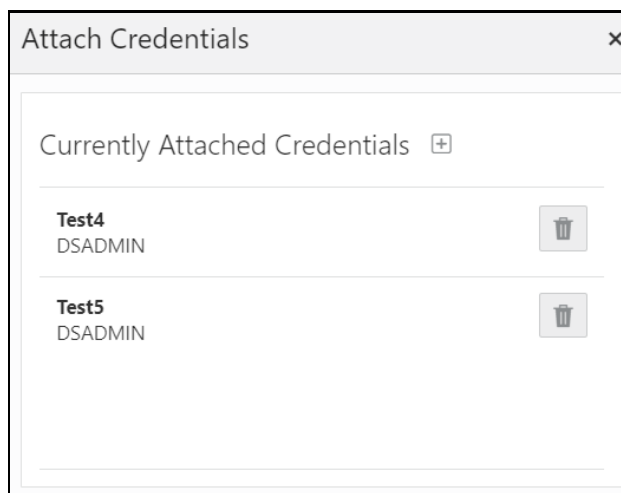 Attach Credentials
Currently Attached Credentials
Test4
DSADMIN
Test5
DSADMIN